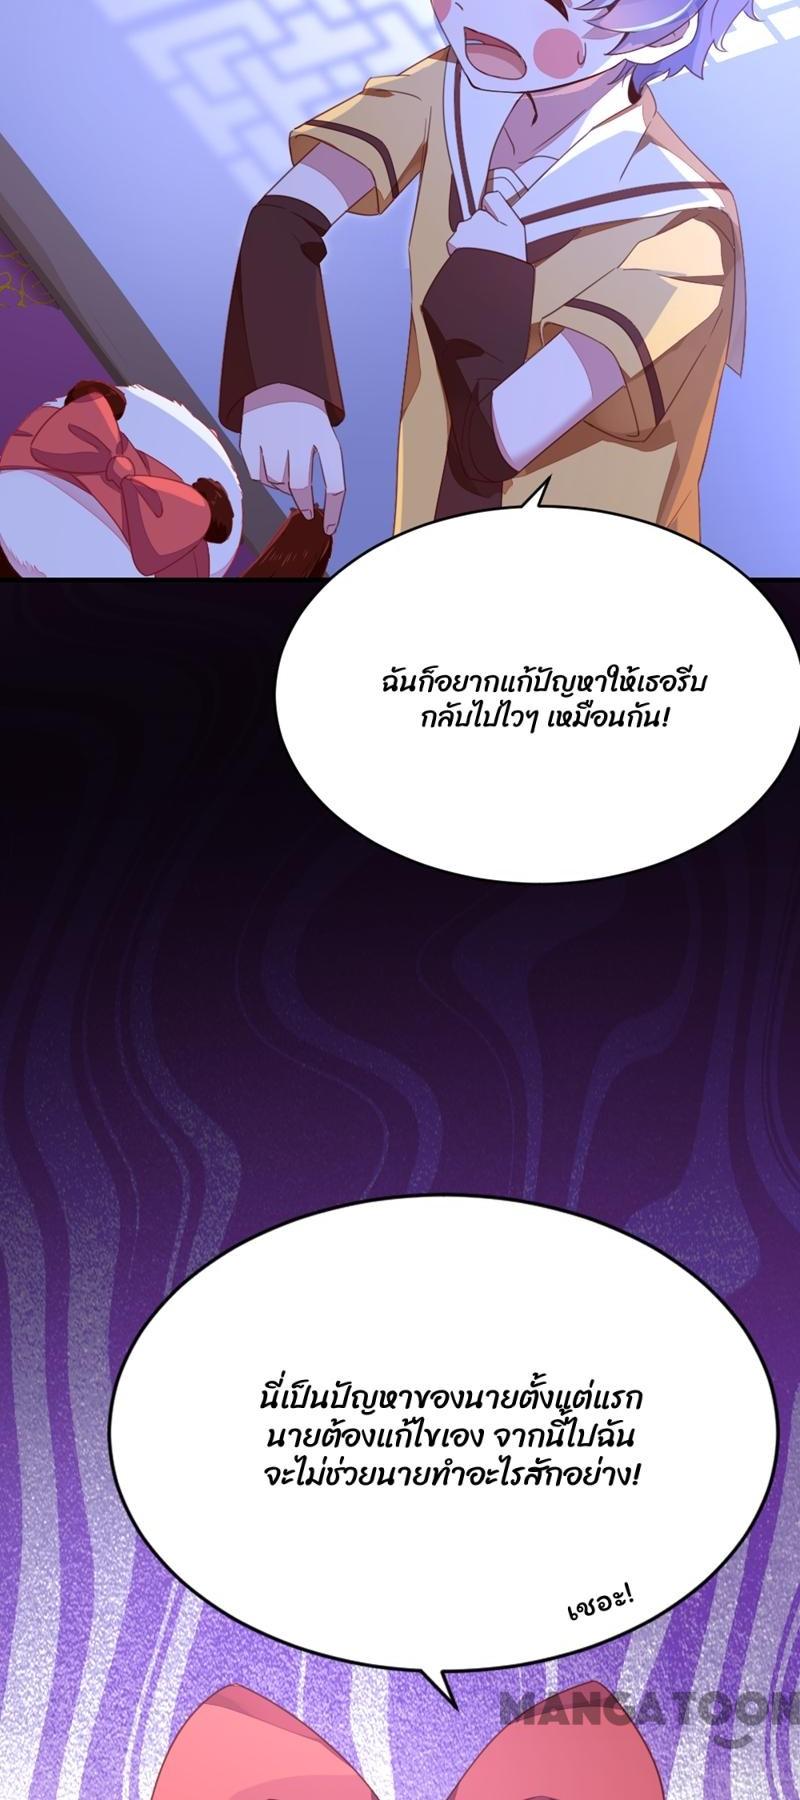 ฉันก็อยากแก้ปัญหาให้เธอรีบ
กลับไปไวๆ เหมือนกัน!
นี่เป็นปัญหาของนายตั้งแต่แรก
นายต้องแก้ไขเอง จากนี้ไปฉัน
จะไม่ช่วยนายทำอะไรสักอย่าง!
เชอะ!
MANGATOON